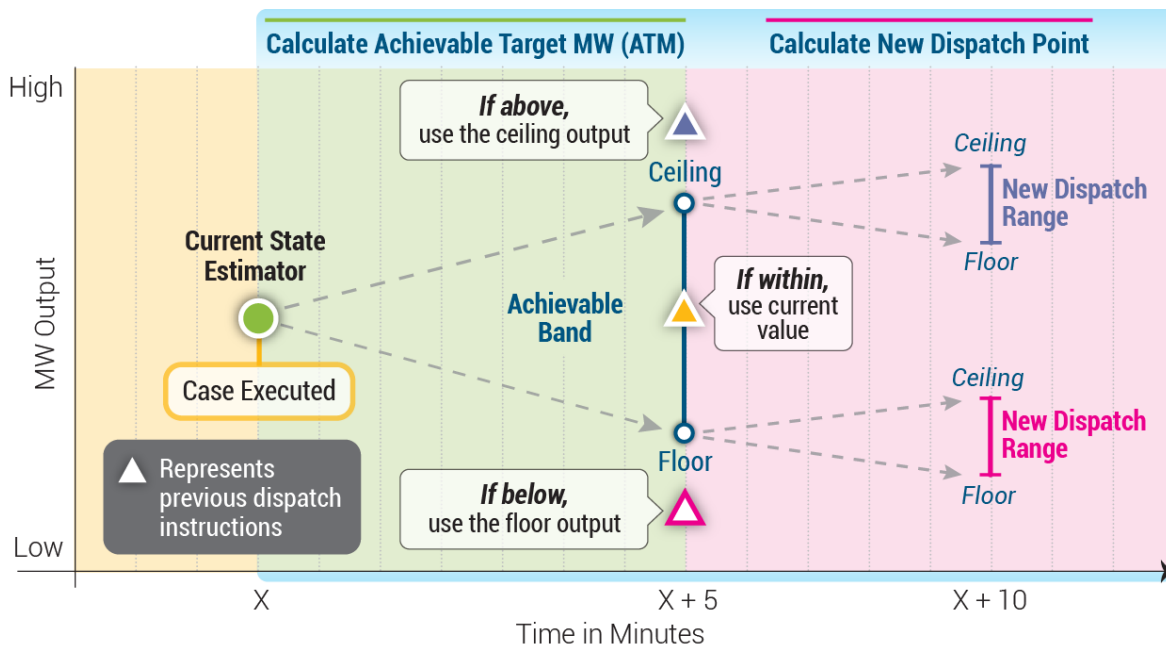 Calculate Achievable Target MW (ATM)
Calculate New Dispatch Point
High
If above,
use the ceiling output
Ceiling
Ceiling
New Dispatch
Range
Floor
Current State
Estimator
MW Output
Achievable
Band
If within,
use current
value
Case Executed
Ceiling
New Dispatch
Range
Floor
Floor
Represents
previous dispatch
instructions
If below,
use the floor output
Low
X
X + 5
X + 10
Time in Minutes